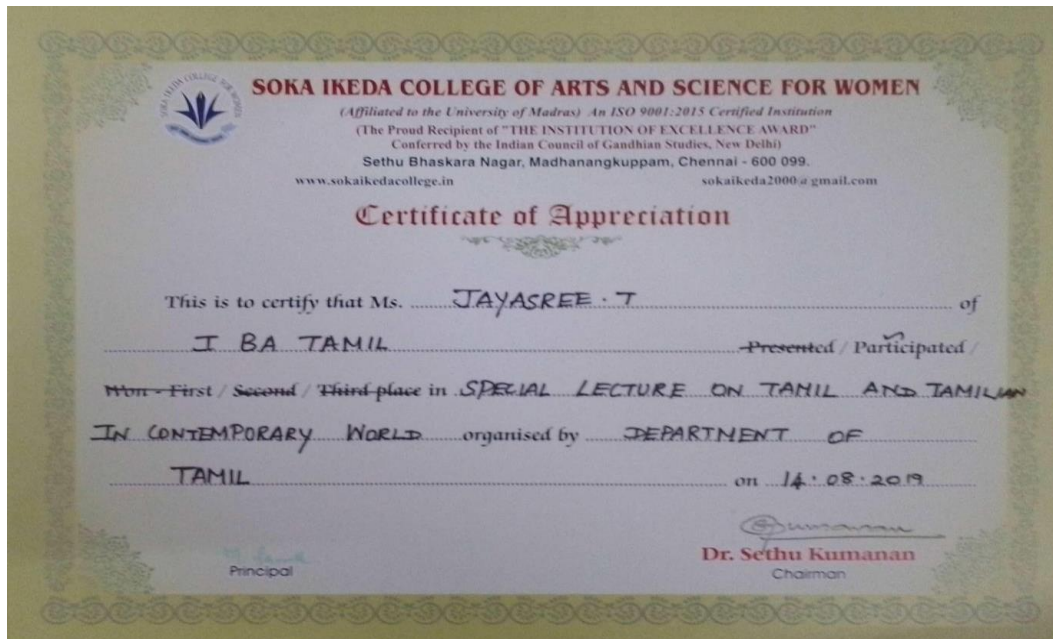 SOKA IKEDA COLLEGE OF ARTS AND SCIENCE FOR WOMEN
(Affiliated to the University of Madras) An ISO 9001:2015 Certified Institution
(The Proud Recipient of "THE INSTITUTION OF EXCELLENCE AWARD"
Conferred by the Indian Council of Gandhian Studies, New Delhi)
Sethu Bhaskara Nagar, Madhanangkuppam, Chennai - 600 099.
www.sokaikedacollege.in sokaikeda2000@gmail.com
Certificate of Appreciation
This is to certify that Ms. JAYASREE . T of
I BA TAMIL Presented / Participated /
Won - First / Second / Third place in SPECIAL LECTURE ON TAMIL AND TAMILIAN
IN CONTEMPORARY WORLD organised by DEPARTMENT OF
TAMIL on 14.08.2019
Dr. Sethu Kumanan
Principal Chairman